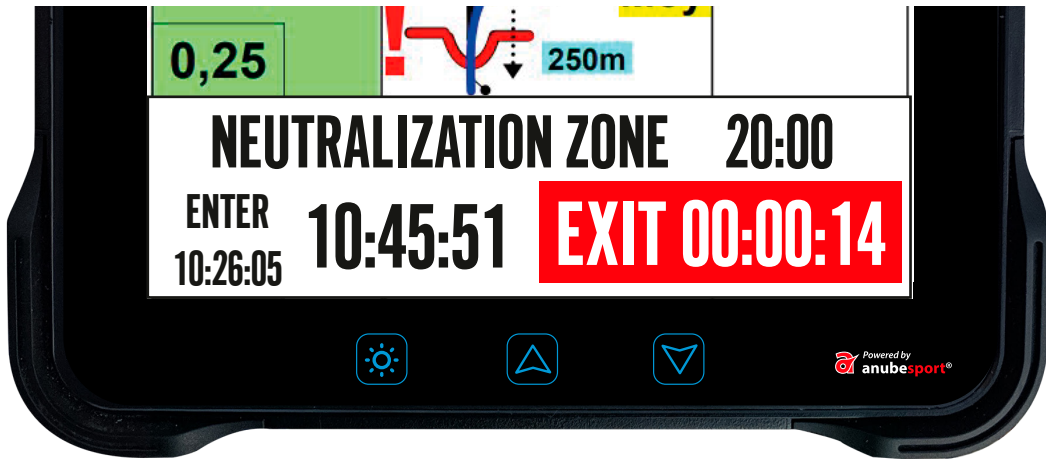 0,25
!
250m
NEUTRALIZATION ZONE 20:00
ENTER
10:26:05
10:45:51
EXIT 00:00:14
Powered by
anubesport®